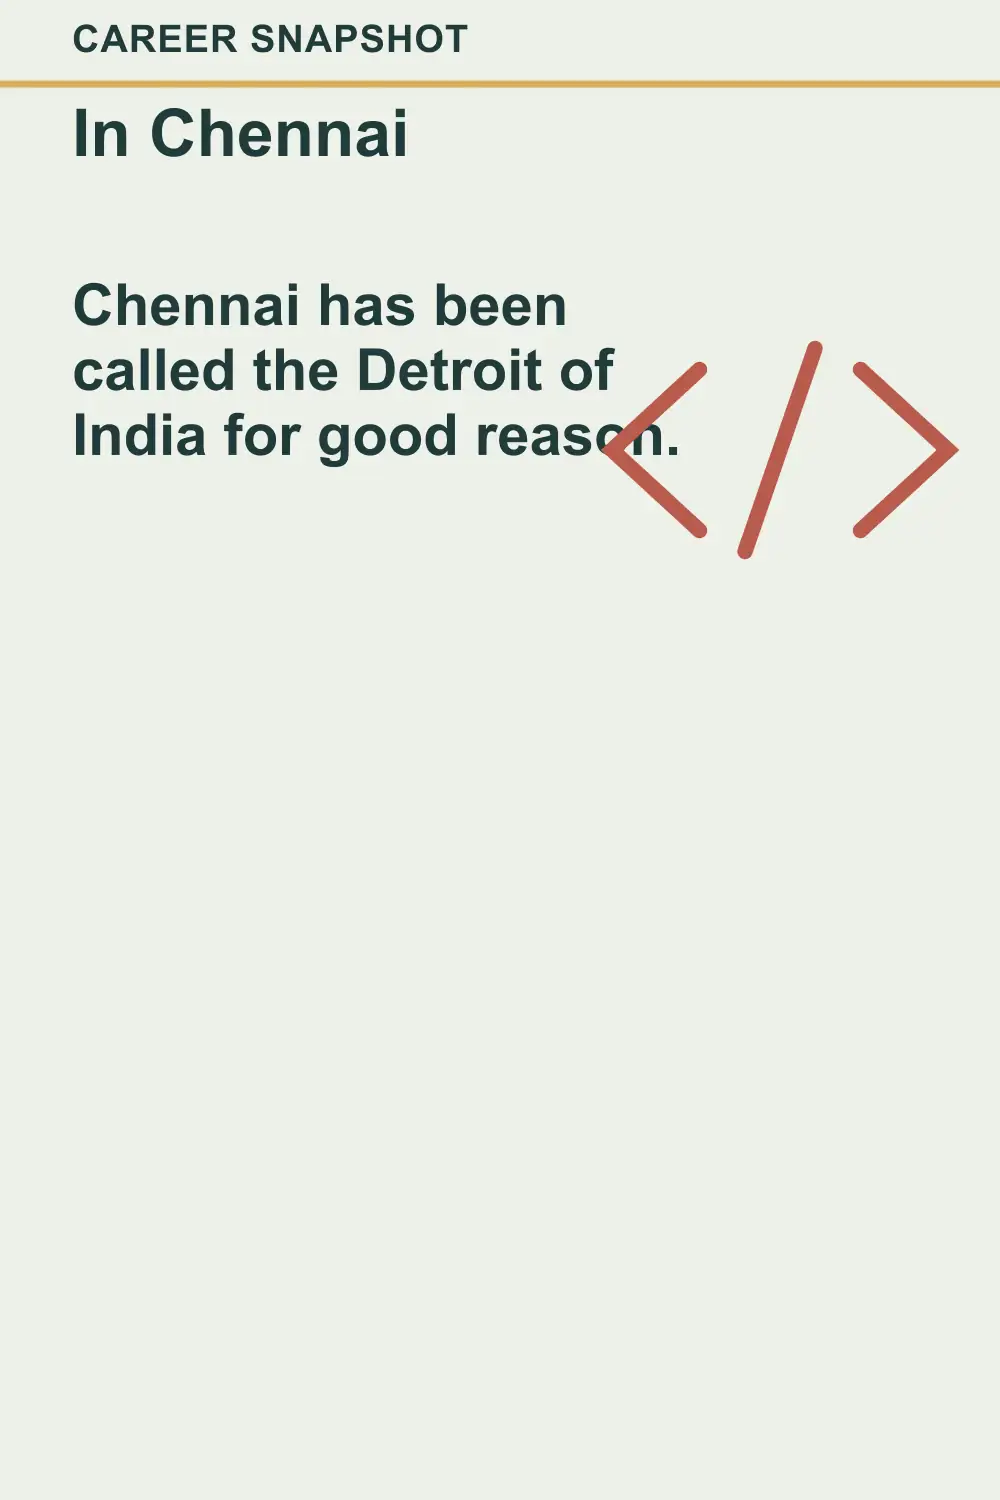 CAREER SNAPSHOT
In Chennai
Chennai has been
called the Detroit of
India for good reason.